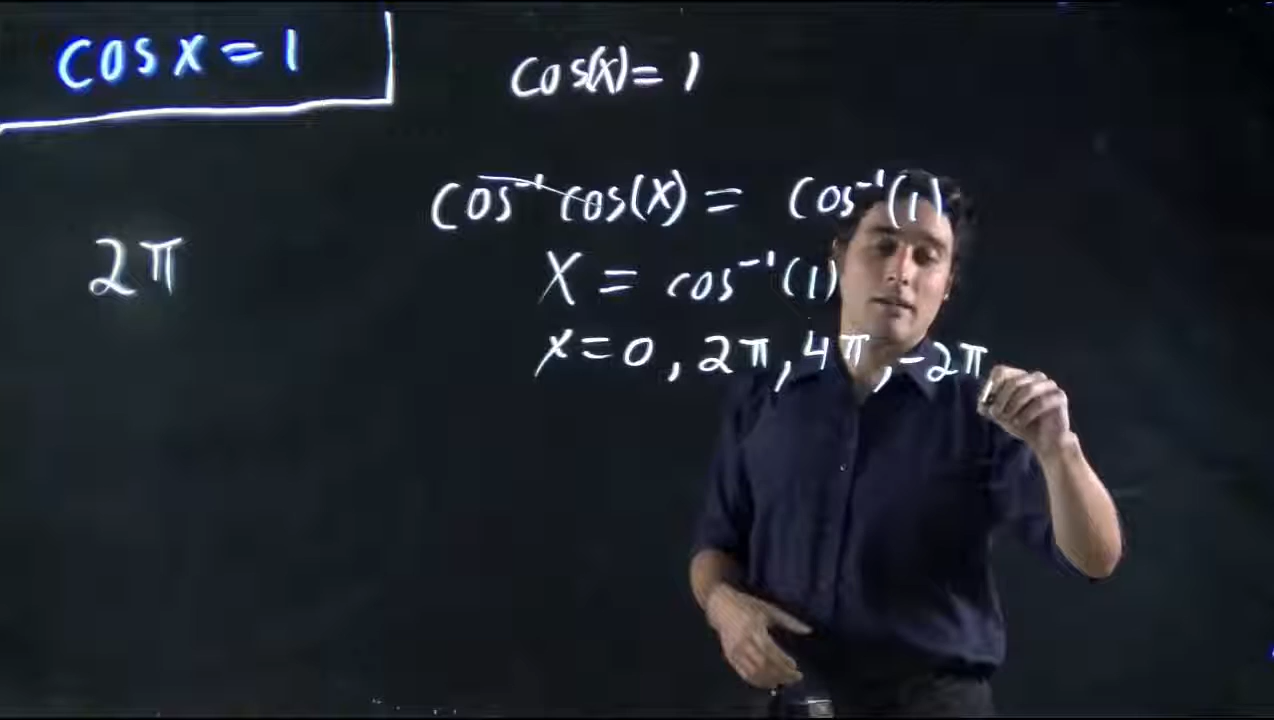 cos x = 1
cos(x) = 1
cos⁻¹ cos(x) = cos⁻¹(1)
2π
x = cos⁻¹(1)
x = 0, 2π, 4π, -2π